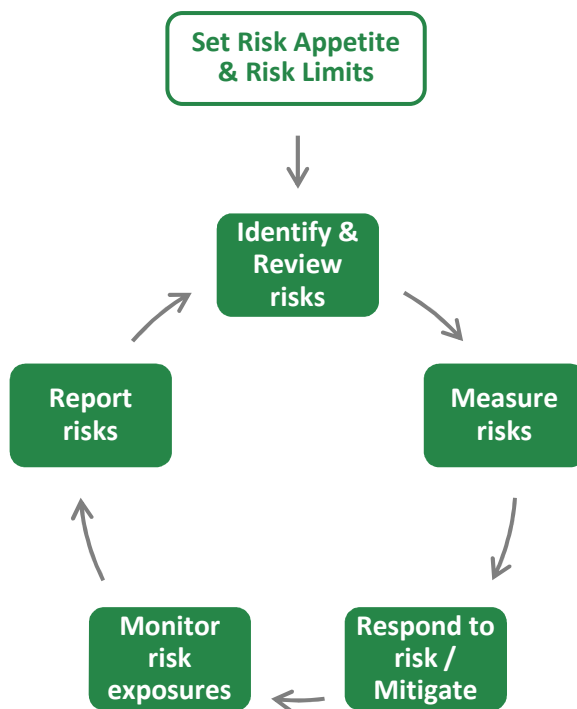 Set Risk Appetite
& Risk Limits
Identify &
Review
risks
Report
risks
Measure
risks
Monitor
risk
exposures
Respond to
risk /
Mitigate